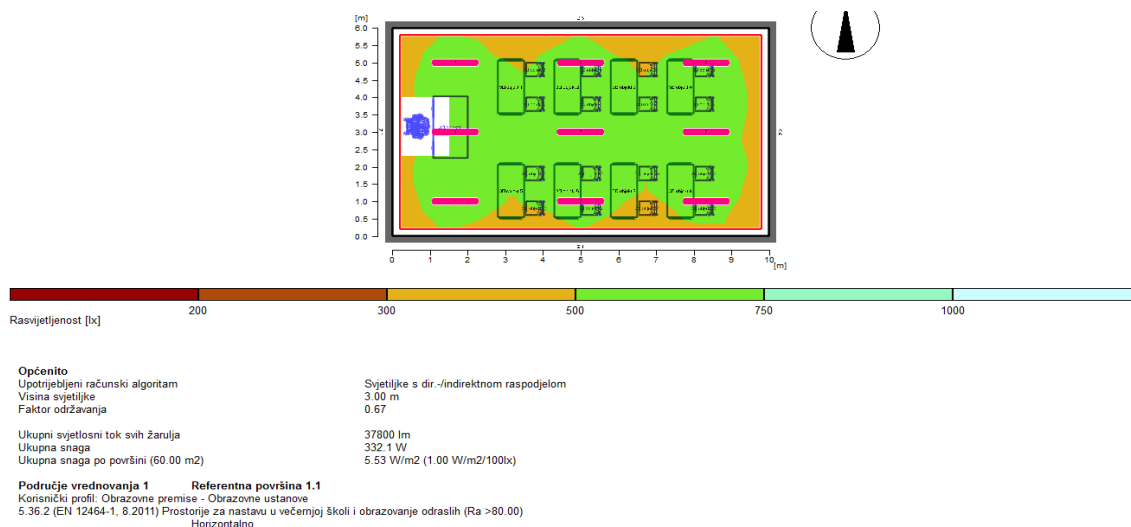 [m]
6.0
5.5
5.0
4.5
4.0
3.5
3.0
2.5
2.0
1.5
1.0
0.5
0.0
0 1 2 3 4 5 6 7 8 9 10
[m]
200 300 500 750 1000
Rasvijetljenost [lx]
Općenito
Upotrijebljeni računski algoritam Svjetiljke s dir.-/indirektnom raspodjelom
Visina svjetiljke 3.00 m
Faktor održavanja 0.67
Ukupni svjetlosni tok svih žarulja 37800 lm
Ukupna snaga 332.1 W
Ukupna snaga po površini (60.00 m2) 5.53 W/m2 (1.00 W/m2/100lx)
Područje vrednovanja 1 Referentna površina 1.1
Korisnički profil: Obrazovne premise - Obrazovne ustanove
5.36.2 (EN 12464-1, 8.2011) Prostorije za nastavu u večernjoj školi i obrazovanje odraslih (Ra >80.00)
Horizontalno